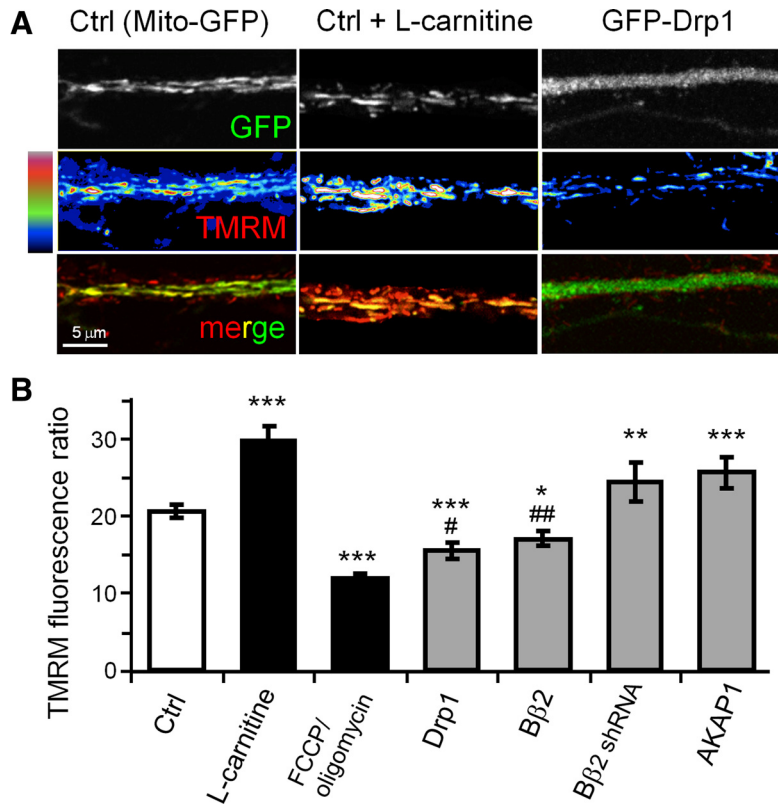 A
Ctrl (Mito-GFP)
Ctrl + L-carnitine
GFP-Drp1
GFP
TMRM
merge
5 μm
B
TMRM fluorescence ratio
30
20
10
0
***
***
***
#
*
##
**
***
Ctrl
L-carnitine
FCCP/
oligomycin
Drp1
Bβ2
Bβ2 shRNA
AKAP1